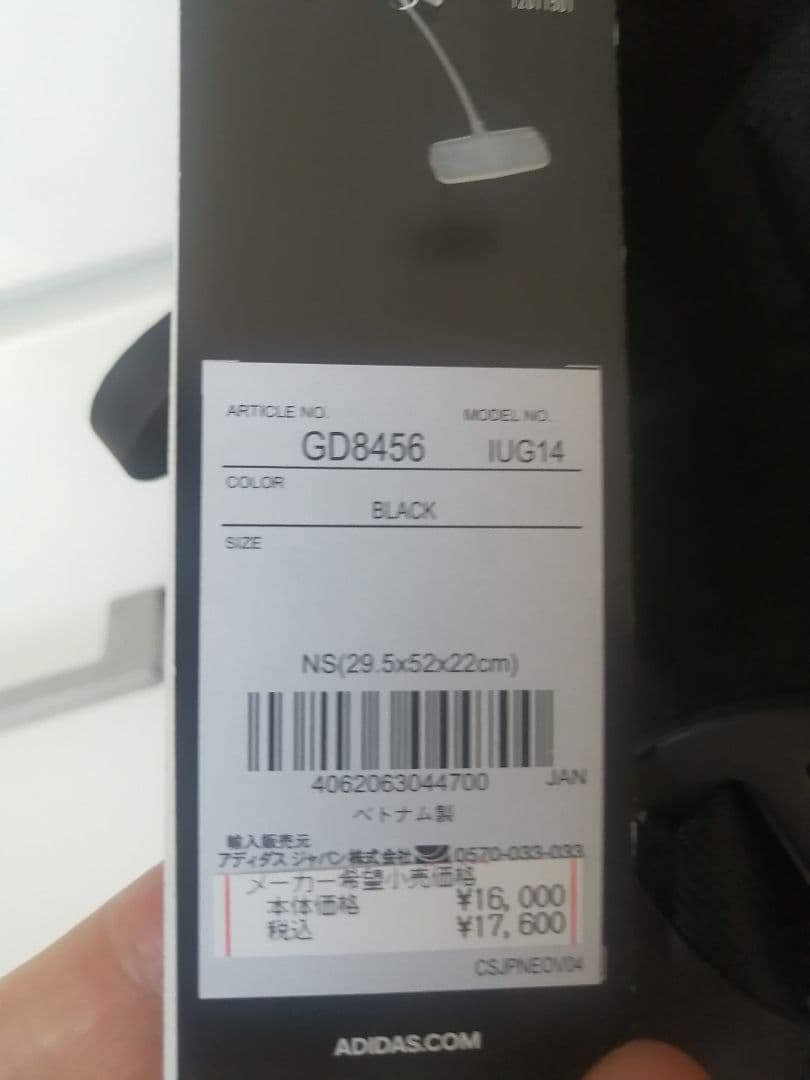 ARTICLE NO. MODEL NO.
GD8456 IUG14
COLOR
BLACK
SIZE
NS(29.5x52x22cm)
4062063044700 JAN
ベトナム製
輸入販売元
アディダス ジャパン株式会社 0570-033-033
メーカー希望小売価格
本体価格 ¥16,000
税込 ¥17,600
CSJPNEOV04
ADIDAS.COM